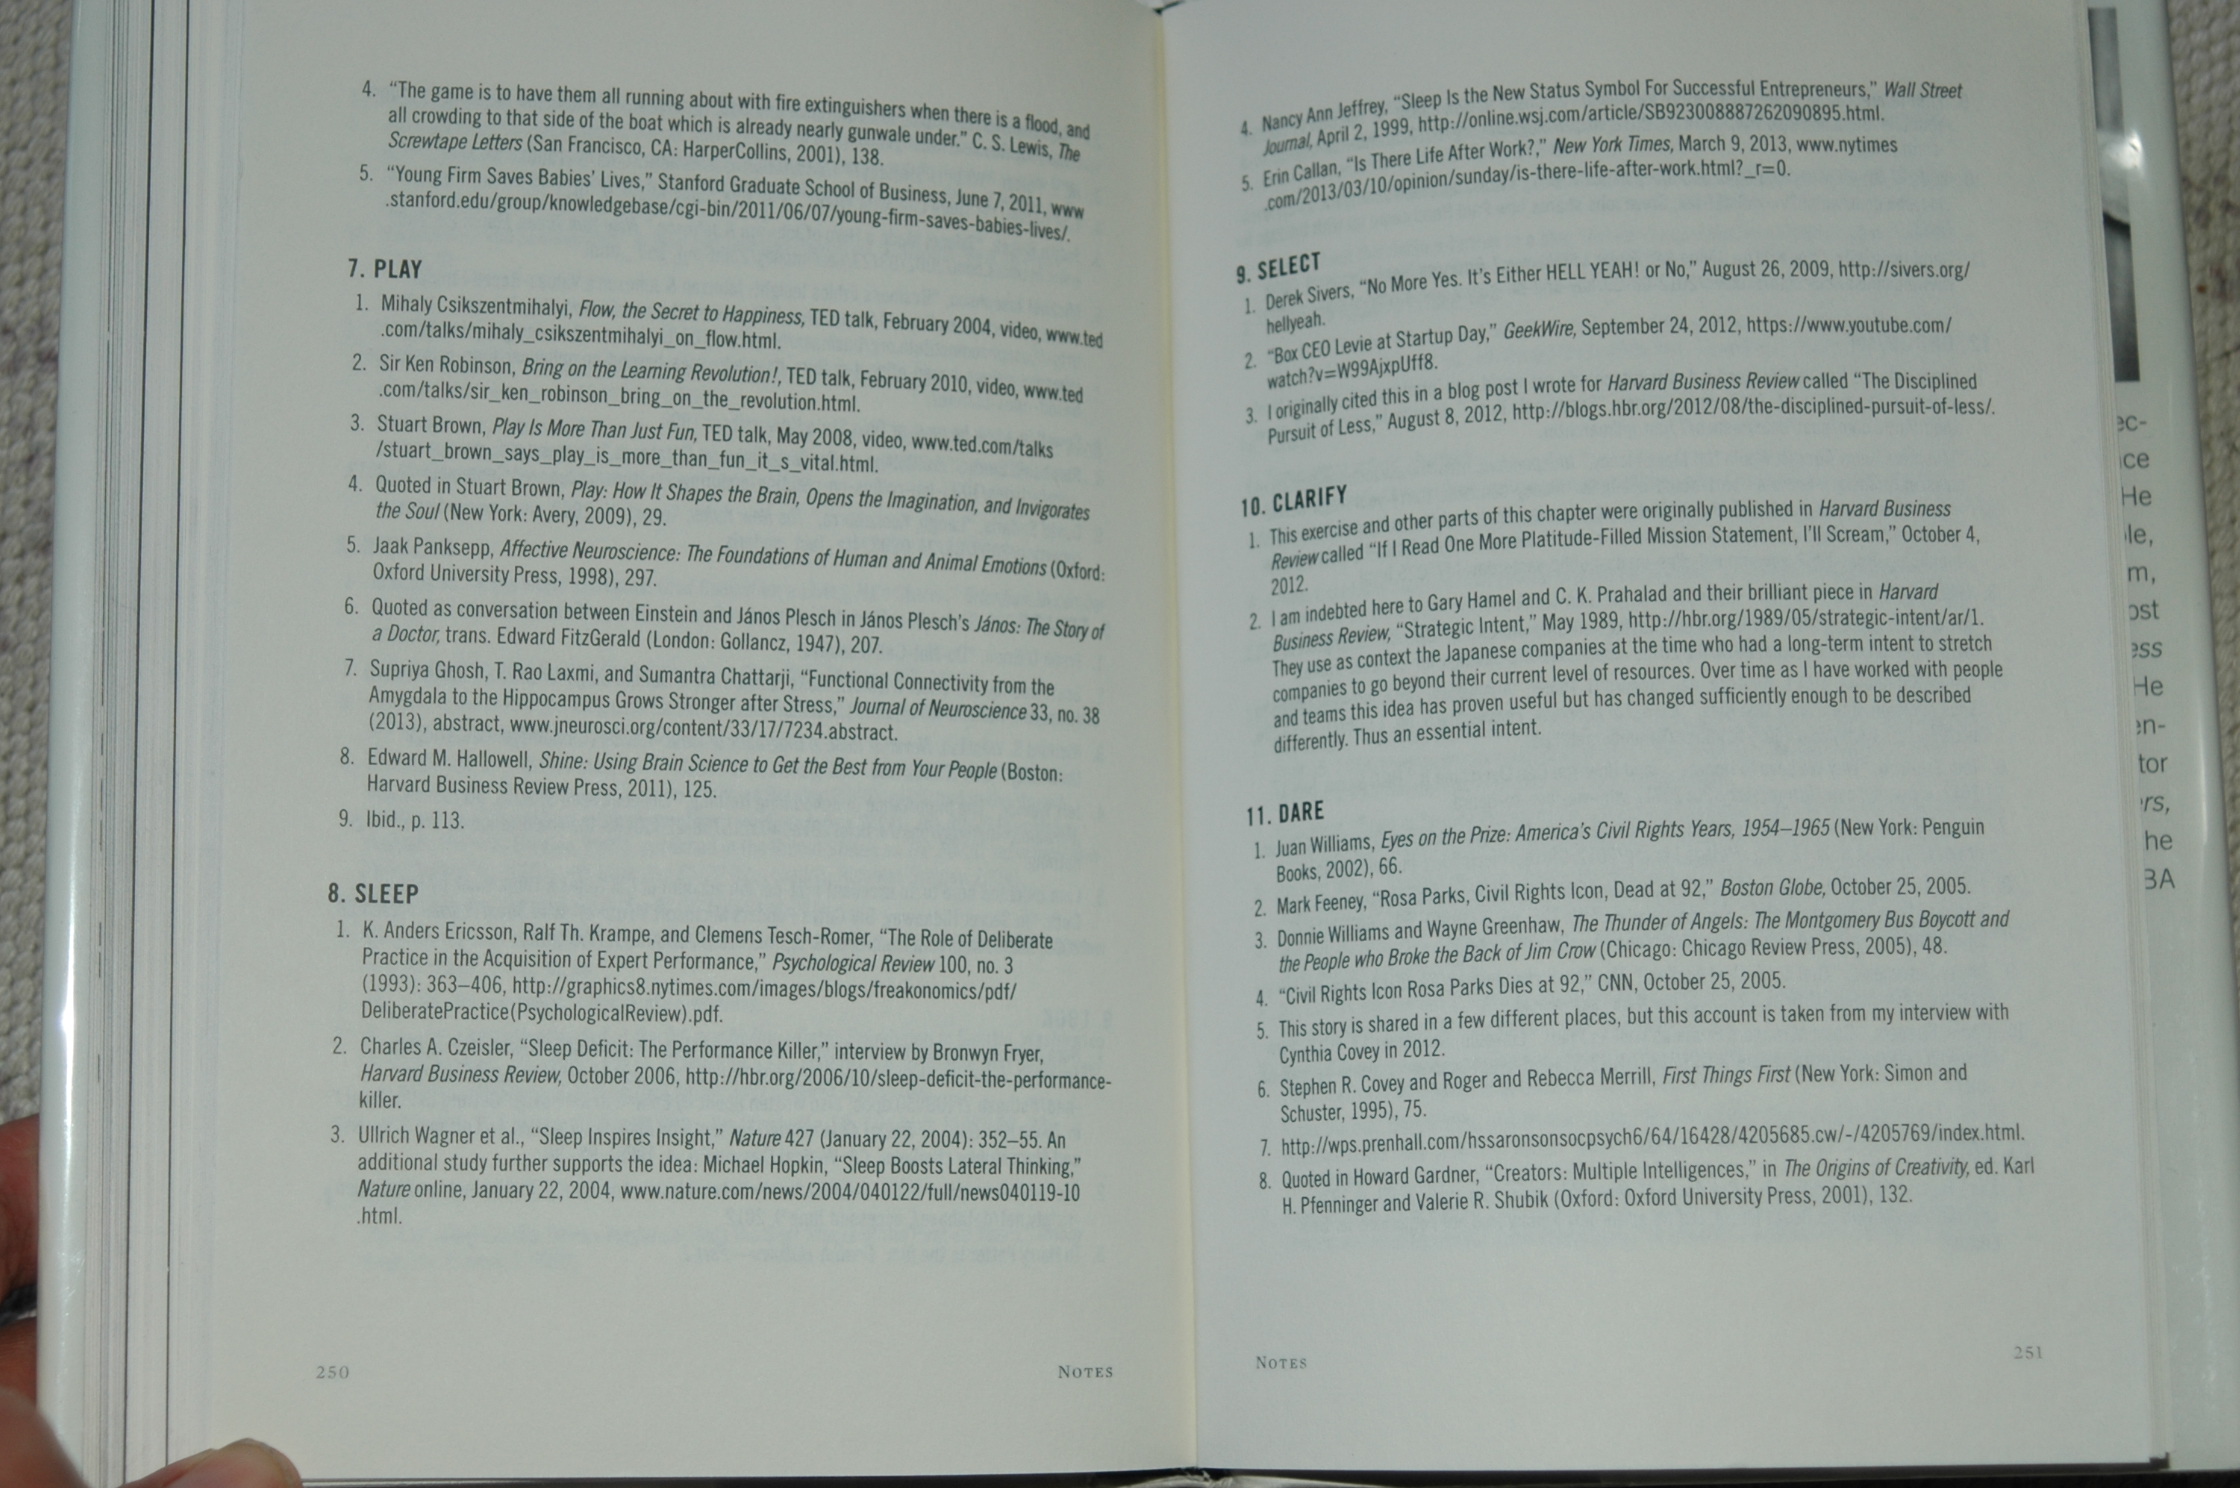 4. “The game is to have them all running about with fire extinguishers when there is a flood, and
all crowding to that side of the boat which is already nearly gunwale under.” C. S. Lewis, The
Screwtape Letters (San Francisco, CA: HarperCollins, 2001), 138.
5. “Young Firm Saves Babies’ Lives,” Stanford Graduate School of Business, June 7, 2011, www
.stanford.edu/group/knowledgebase/cgi-bin/2011/06/07/young-firm-saves-babies-lives/.
7. PLAY
1. Mihaly Csikszentmihalyi, Flow, the Secret to Happiness, TED talk, February 2004, video, www.ted
.com/talks/mihaly_csikszentmihalyi_on_flow.html.
2. Sir Ken Robinson, Bring on the Learning Revolution!, TED talk, February 2010, video, www.ted
.com/talks/sir_ken_robinson_bring_on_the_revolution.html.
3. Stuart Brown, Play Is More Than Just Fun, TED talk, May 2008, video, www.ted.com/talks
/stuart_brown_says_play_is_more_than_fun_it_s_vital.html.
4. Quoted in Stuart Brown, Play: How It Shapes the Brain, Opens the Imagination, and Invigorates
the Soul (New York: Avery, 2009), 29.
5. Jaak Panksepp, Affective Neuroscience: The Foundations of Human and Animal Emotions (Oxford:
Oxford University Press, 1998), 297.
6. Quoted as conversation between Einstein and János Plesch in János Plesch’s János: The Story of
a Doctor, trans. Edward FitzGerald (London: Gollancz, 1947), 207.
7. Supriya Ghosh, T. Rao Laxmi, and Sumantra Chattarji, “Functional Connectivity from the
Amygdala to the Hippocampus Grows Stronger after Stress,” Journal of Neuroscience 33, no. 38
(2013), abstract, www.jneurosci.org/content/33/17/7234.abstract.
8. Edward M. Hallowell, Shine: Using Brain Science to Get the Best from Your People (Boston:
Harvard Business Review Press, 2011), 125.
9. Ibid., p. 113.
8. SLEEP
1. K. Anders Ericsson, Ralf Th. Krampe, and Clemens Tesch-Romer, “The Role of Deliberate
Practice in the Acquisition of Expert Performance,” Psychological Review 100, no. 3
(1993): 363–406, http://graphics8.nytimes.com/images/blogs/freakonomics/pdf/
DeliberatePractice(PsychologicalReview).pdf.
2. Charles A. Czeisler, “Sleep Deficit: The Performance Killer,” interview by Bronwyn Fryer,
Harvard Business Review, October 2006, http://hbr.org/2006/10/sleep-deficit-the-performance-
killer.
3. Ullrich Wagner et al., “Sleep Inspires Insight,” Nature 427 (January 22, 2004): 352–55. An
additional study further supports the idea: Michael Hopkin, “Sleep Boosts Lateral Thinking,”
Nature online, January 22, 2004, www.nature.com/news/2004/040122/full/news040119-10
.html.
250
NOTES
4. Nancy Ann Jeffrey, “Sleep Is the New Status Symbol For Successful Entrepreneurs,” Wall Street
Journal, April 2, 1999, http://online.wsj.com/article/SB923008887262090895.html.
5. Erin Callan, “Is There Life After Work?,” New York Times, March 9, 2013, www.nytimes
.com/2013/03/10/opinion/sunday/is-there-life-after-work.html?_r=0.
9. SELECT
1. Derek Sivers, “No More Yes. It’s Either HELL YEAH! or No,” August 26, 2009, http://sivers.org/
hellyeah.
2. “Box CEO Levie at Startup Day,” GeekWire, September 24, 2012, https://www.youtube.com/
watch?v=W99AjxpUff8.
3. I originally cited this in a blog post I wrote for Harvard Business Review called “The Disciplined
Pursuit of Less,” August 8, 2012, http://blogs.hbr.org/2012/08/the-disciplined-pursuit-of-less/.
10. CLARIFY
1. This exercise and other parts of this chapter were originally published in Harvard Business
Review called “If I Read One More Platitude-Filled Mission Statement, I’ll Scream,” October 4,
2012.
2. I am indebted here to Gary Hamel and C. K. Prahalad and their brilliant piece in Harvard
Business Review, “Strategic Intent,” May 1989, http://hbr.org/1989/05/strategic-intent/ar/1.
They use as context the Japanese companies at the time who had a long-term intent to stretch
companies to go beyond their current level of resources. Over time as I have worked with people
and teams this idea has proven useful but has changed sufficiently enough to be described
differently. Thus an essential intent.
11. DARE
1. Juan Williams, Eyes on the Prize: America’s Civil Rights Years, 1954–1965 (New York: Penguin
Books, 2002), 66.
2. Mark Feeney, “Rosa Parks, Civil Rights Icon, Dead at 92,” Boston Globe, October 25, 2005.
3. Donnie Williams and Wayne Greenhaw, The Thunder of Angels: The Montgomery Bus Boycott and
the People who Broke the Back of Jim Crow (Chicago: Chicago Review Press, 2005), 48.
4. “Civil Rights Icon Rosa Parks Dies at 92,” CNN, October 25, 2005.
5. This story is shared in a few different places, but this account is taken from my interview with
Cynthia Covey in 2012.
6. Stephen R. Covey and Roger and Rebecca Merrill, First Things First (New York: Simon and
Schuster, 1995), 75.
7. http://wps.prenhall.com/hssaronsonsocpsych6/64/16428/4205685.cw/-/4205769/index.html.
8. Quoted in Howard Gardner, “Creators: Multiple Intelligences,” in The Origins of Creativity, ed. Karl
H. Pfenninger and Valerie R. Shubik (Oxford: Oxford University Press, 2001), 132.
NOTES
251